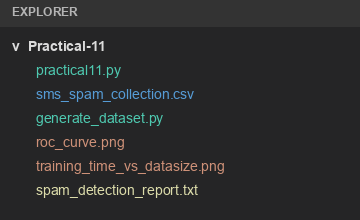 EXPLORER
v Practical-11
practical11.py
sms_spam_collection.csv
generate_dataset.py
roc_curve.png
training_time_vs_datasize.png
spam_detection_report.txt